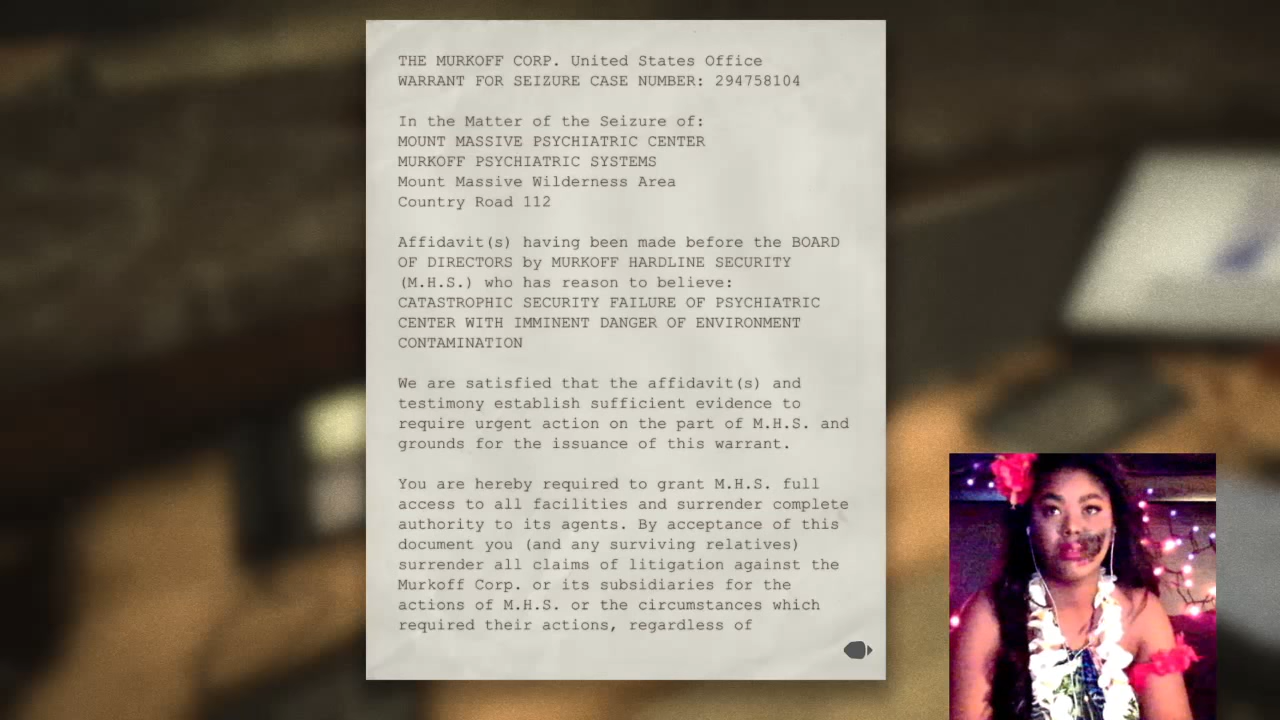 THE MURKOFF CORP. United States Office
WARRANT FOR SEIZURE CASE NUMBER: 294758104
In the Matter of the Seizure of:
MOUNT MASSIVE PSYCHIATRIC CENTER
MURKOFF PSYCHIATRIC SYSTEMS
Mount Massive Wilderness Area
Country Road 112
Affidavit(s) having been made before the BOARD
OF DIRECTORS by MURKOFF HARDLINE SECURITY
(M.H.S.) who has reason to believe:
CATASTROPHIC SECURITY FAILURE OF PSYCHIATRIC
CENTER WITH IMMINENT DANGER OF ENVIRONMENT
CONTAMINATION
We are satisfied that the affidavit(s) and
testimony establish sufficient evidence to
require urgent action on the part of M.H.S. and
grounds for the issuance of this warrant.
You are hereby required to grant M.H.S. full
access to all facilities and surrender complete
authority to its agents. By acceptance of this
document you (and any surviving relatives)
surrender all claims of litigation against the
Murkoff Corp. or its subsidiaries for the
actions of M.H.S. or the circumstances which
required their actions, regardless of